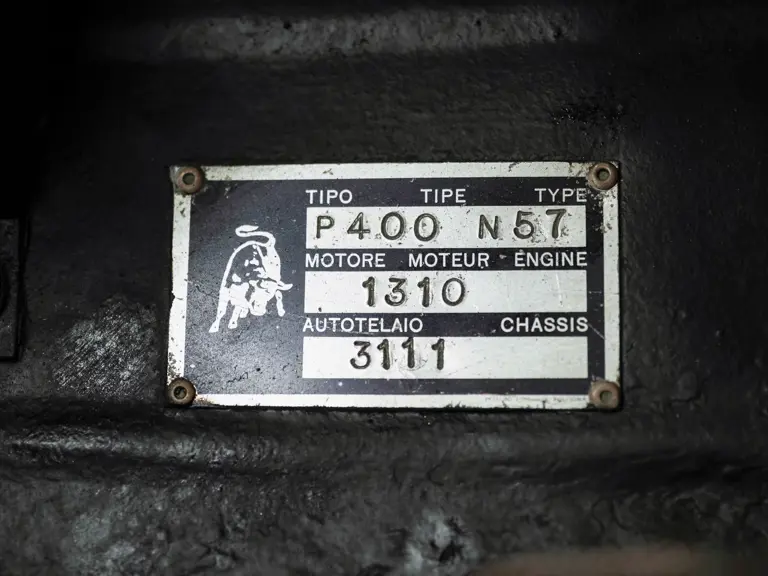 TIPO TIPE TYPE
P400 N57
MOTORE MOTEUR ENGINE
1310
AUTOTELAIO CHASSIS
3111